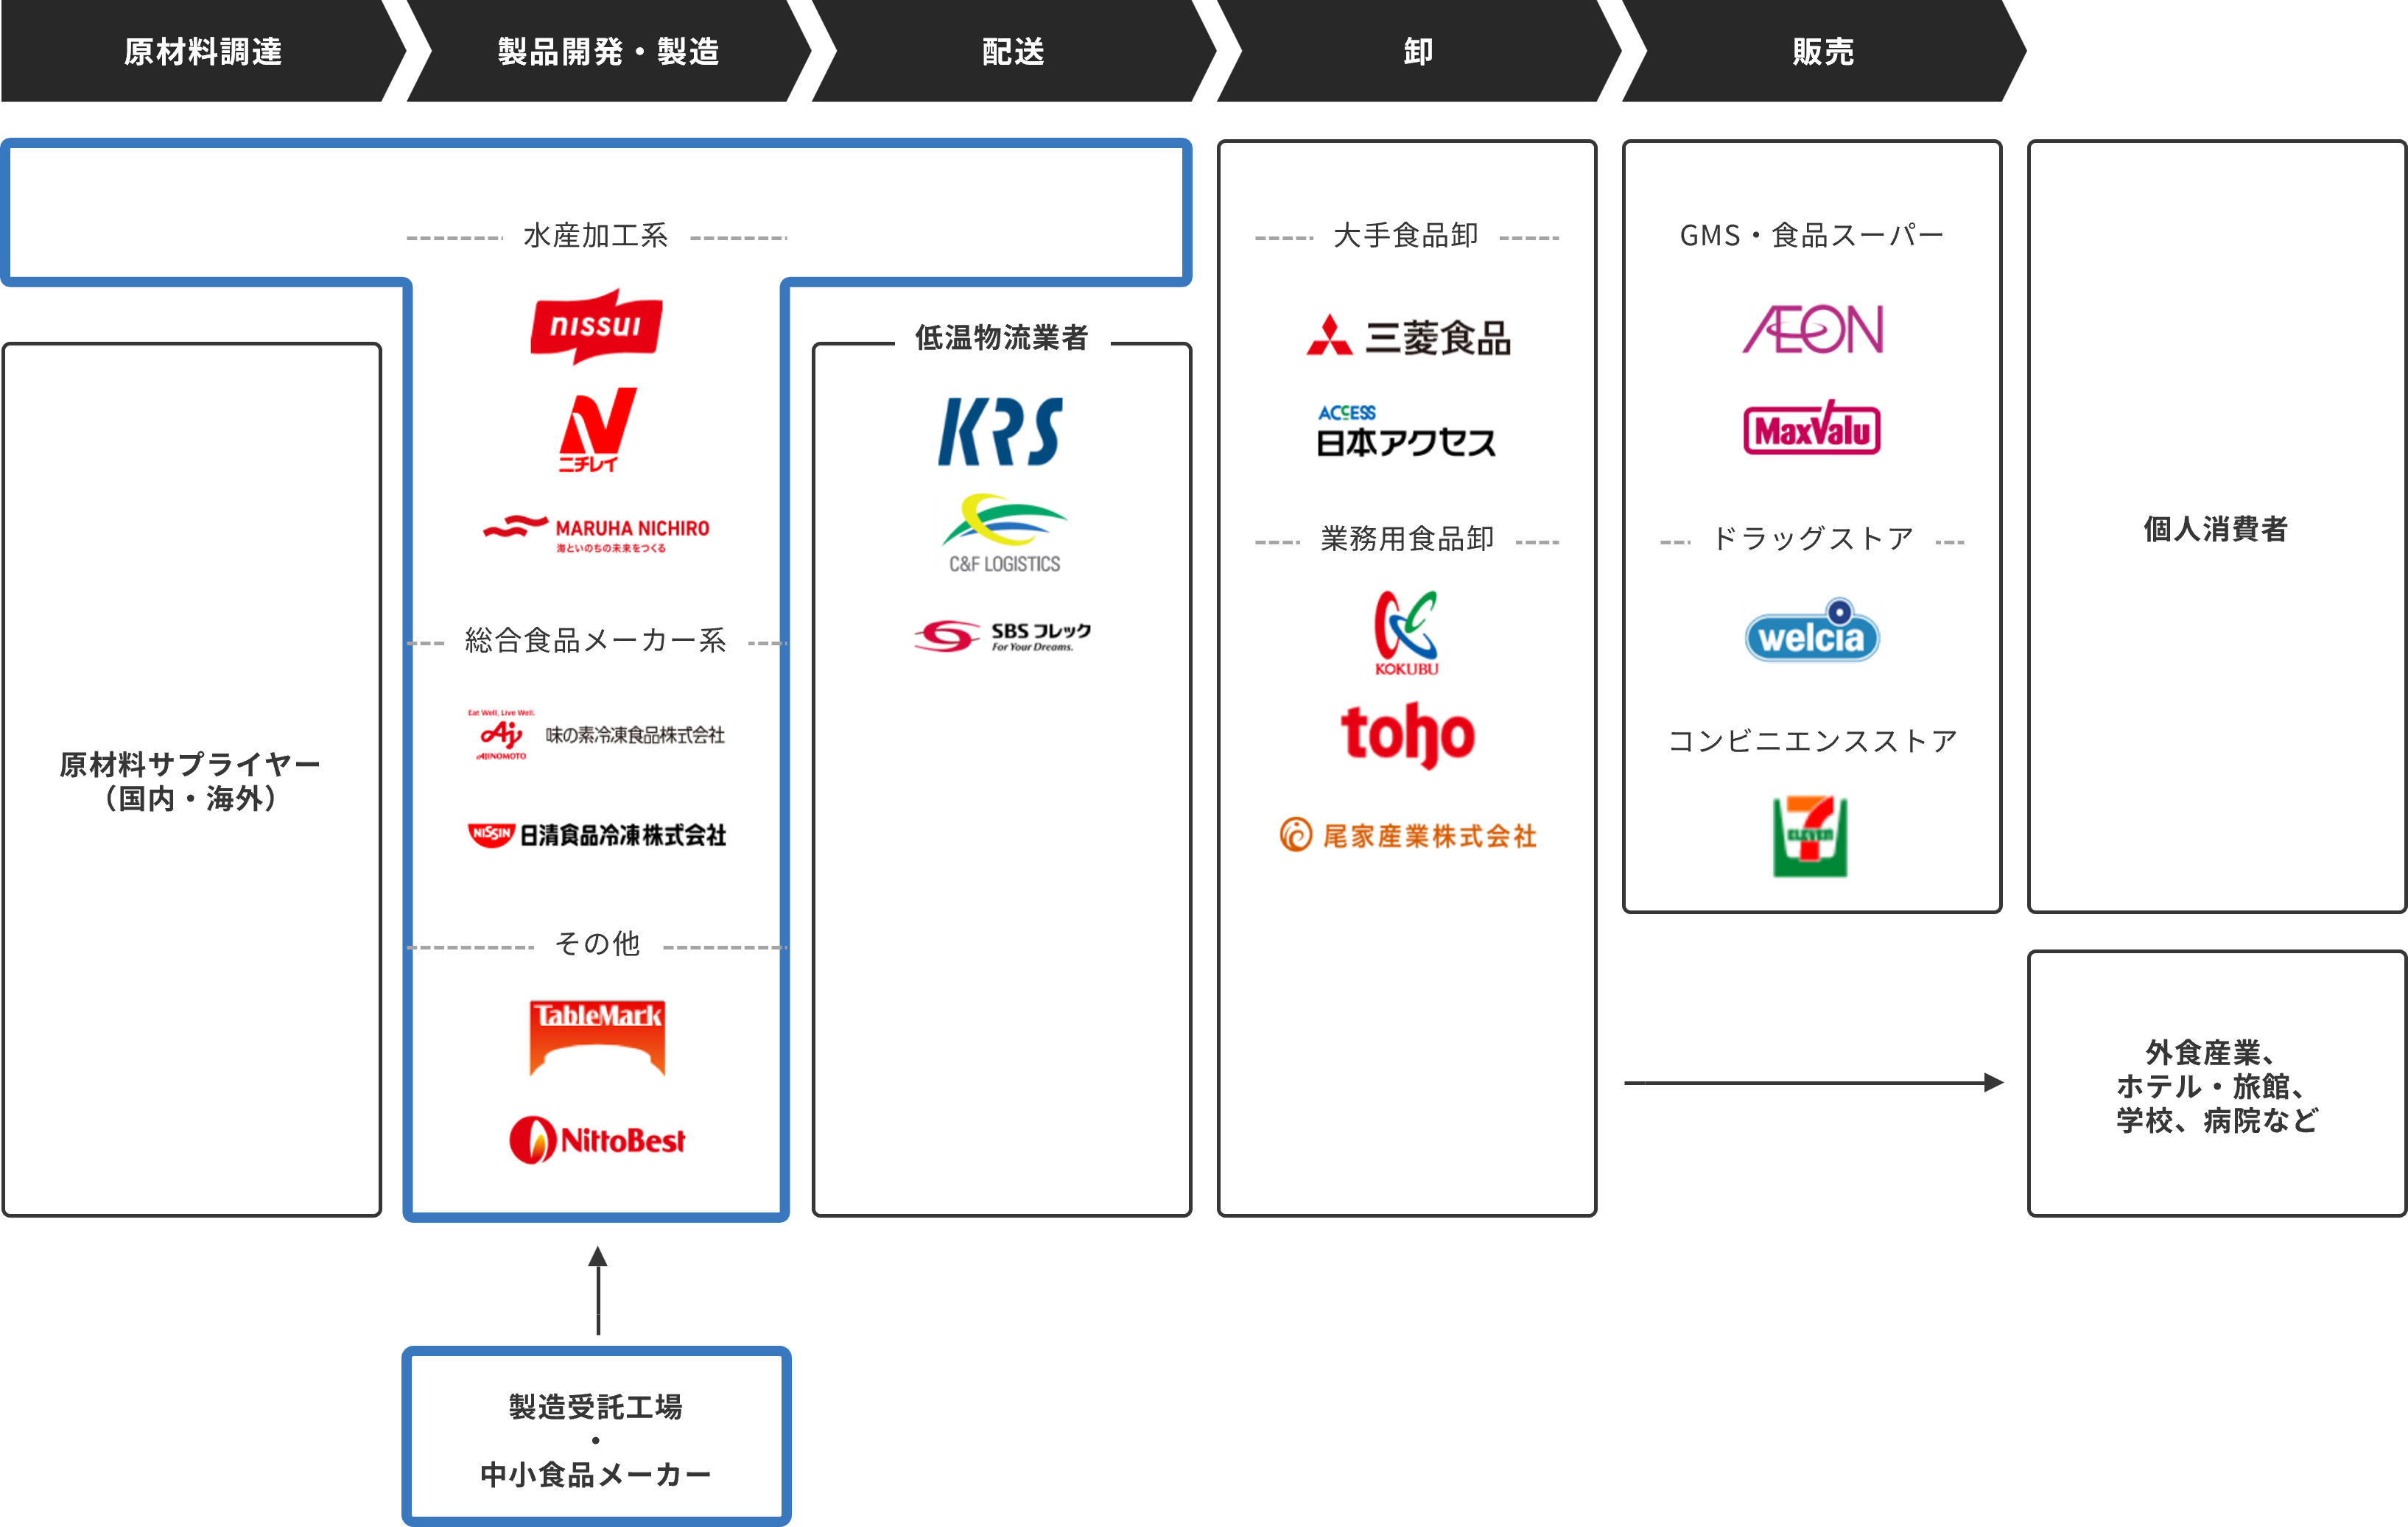 原材料調達
製品開発・製造
配送
卸
販売
原材料サプライヤー
（国内・海外）
水産加工系
nissui
ニチレイ
MARUHA NICHIRO
海といのちの未来をつくる
総合食品メーカー系
Eat Well, Live Well.
Aj
AJINOMOTO
味の素冷凍食品株式会社
NISSIN 日清食品冷凍株式会社
その他
TableMark
NittoBest
製造受託工場
・
中小食品メーカー
低温物流業者
KRS
C&F LOGISTICS
SBS フレック
For Your Dreams.
大手食品卸
三菱食品
ACCESS
日本アクセス
業務用食品卸
KOKUBU
toho
尾家産業株式会社
GMS・食品スーパー
ÆON
MaxValu
ドラッグストア
welcia
コンビニエンスストア
7
ELEVEn
個人消費者
外食産業、
ホテル・旅館、
学校、病院など